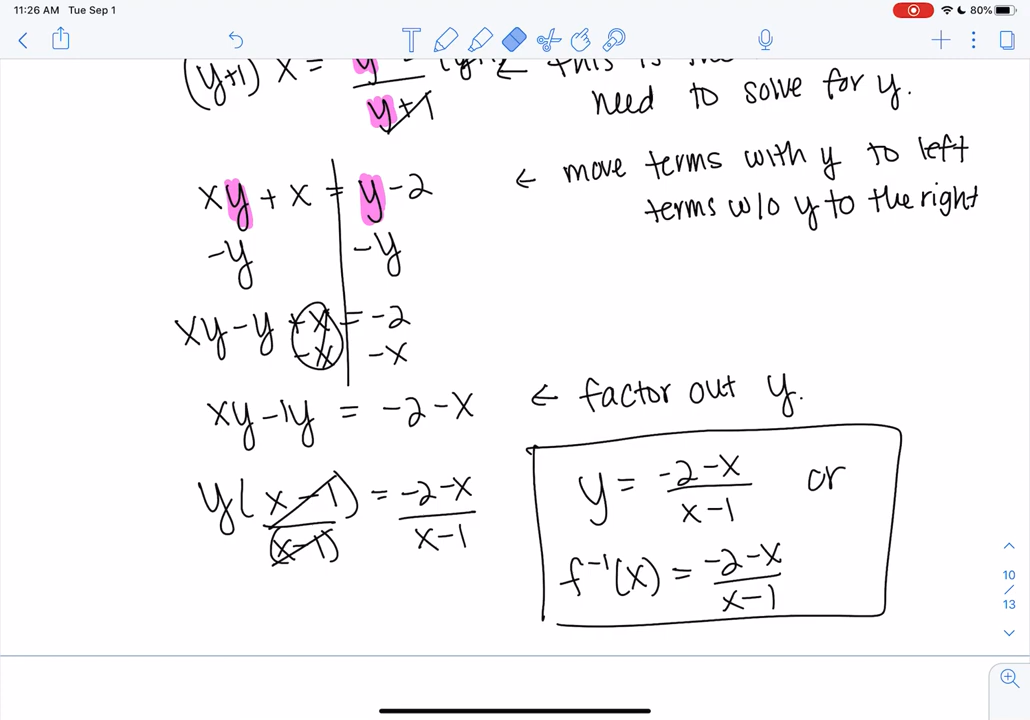 11:26 AM Tue Sep 1
80%
(y+1) X = y
y+1
need to solve for y.
xy + x = y - 2
← move terms with y to left
terms w/o y to the right
-y -y
xy - y + x = -2
- x - x
xy - 1y = -2 - x
← factor out y.
y(x - 1) = -2 - x
(x-1) x - 1
y = -2 - x or
x - 1
f⁻¹(x) = -2 - x
x - 1
10
/
13